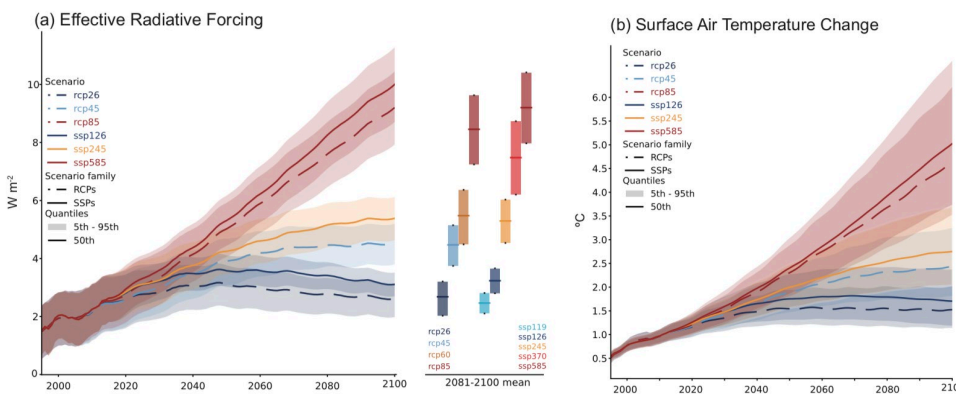 (a) Effective Radiative Forcing
W m-2
10
8
6
4
2
0
Scenario
rcp26
rcp45
rcp85
ssp126
ssp245
ssp585
Scenario family
RCPs
SSPs
Quantiles
5th - 95th
50th
2000
2020
2040
2060
2080
2100
rcp26
rcp45
rcp60
rcp85
ssp119
ssp126
ssp245
ssp370
ssp585
2081-2100 mean
(b) Surface Air Temperature Change
ºC
6.0
5.5
5.0
4.5
4.0
3.5
3.0
2.5
2.0
1.5
1.0
0.5
Scenario
rcp26
rcp45
rcp85
ssp126
ssp245
ssp585
Scenario family
RCPs
SSPs
Quantiles
5th - 95th
50th
2000
2020
2040
2060
2080
210